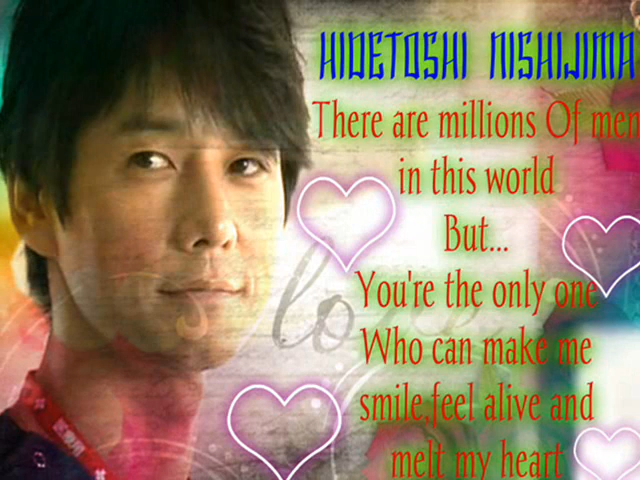 HIDETOSHI NISHIJIMA
There are millions Of men
in this world
But...
You're the only one
Who can make me
smile,feel alive and
melt my heart
love